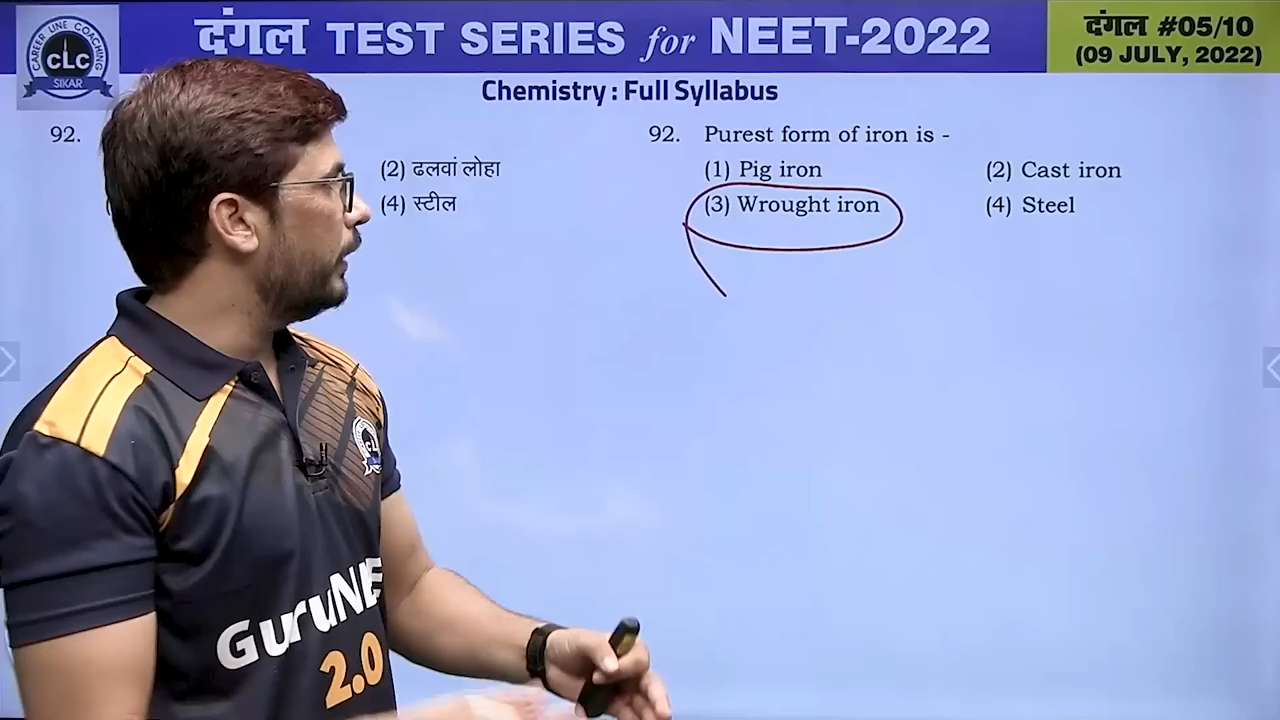 दंगल TEST SERIES for NEET-2022
दंगल #05/10
(09 JULY, 2022)
CAREER LINE COACHING
CLC
SIKAR
Chemistry : Full Syllabus
92.
(2) ढलवां लोहा
(4) स्टील
92. Purest form of iron is -
(1) Pig iron
(2) Cast iron
(3) Wrought iron
(4) Steel
CLC
2.0